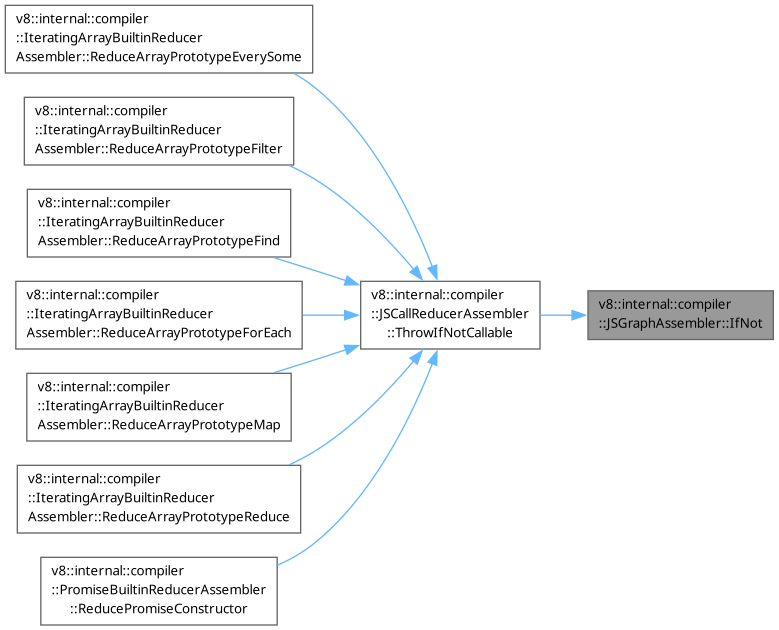 v8::internal::compiler
::IteratingArrayBuiltinReducer
Assembler::ReduceArrayPrototypeEverySome
v8::internal::compiler
::IteratingArrayBuiltinReducer
Assembler::ReduceArrayPrototypeFilter
v8::internal::compiler
::IteratingArrayBuiltinReducer
Assembler::ReduceArrayPrototypeFind
v8::internal::compiler
::IteratingArrayBuiltinReducer
Assembler::ReduceArrayPrototypeForEach
v8::internal::compiler
::IteratingArrayBuiltinReducer
Assembler::ReduceArrayPrototypeMap
v8::internal::compiler
::IteratingArrayBuiltinReducer
Assembler::ReduceArrayPrototypeReduce
v8::internal::compiler
::PromiseBuiltinReducerAssembler
::ReducePromiseConstructor
v8::internal::compiler
::JSCallReducerAssembler
::ThrowIfNotCallable
v8::internal::compiler
::JSGraphAssembler::IfNot